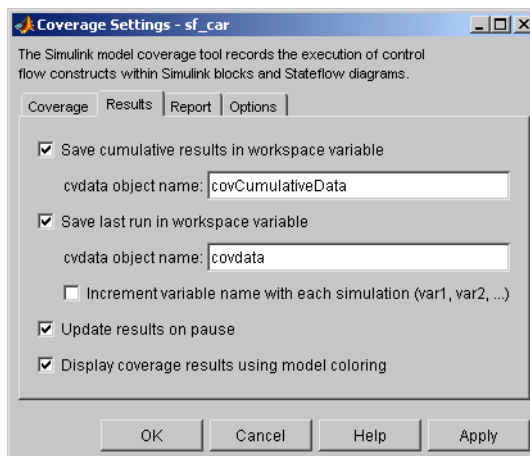 Coverage Settings - sf_car
The Simulink model coverage tool records the execution of control
flow constructs within Simulink blocks and Stateflow diagrams.
Coverage Results Report Options
Save cumulative results in workspace variable
cvdata object name: covCumulativeData
Save last run in workspace variable
cvdata object name: covdata
Increment variable name with each simulation (var1, var2, ...)
Update results on pause
Display coverage results using model coloring
OK Cancel Help Apply